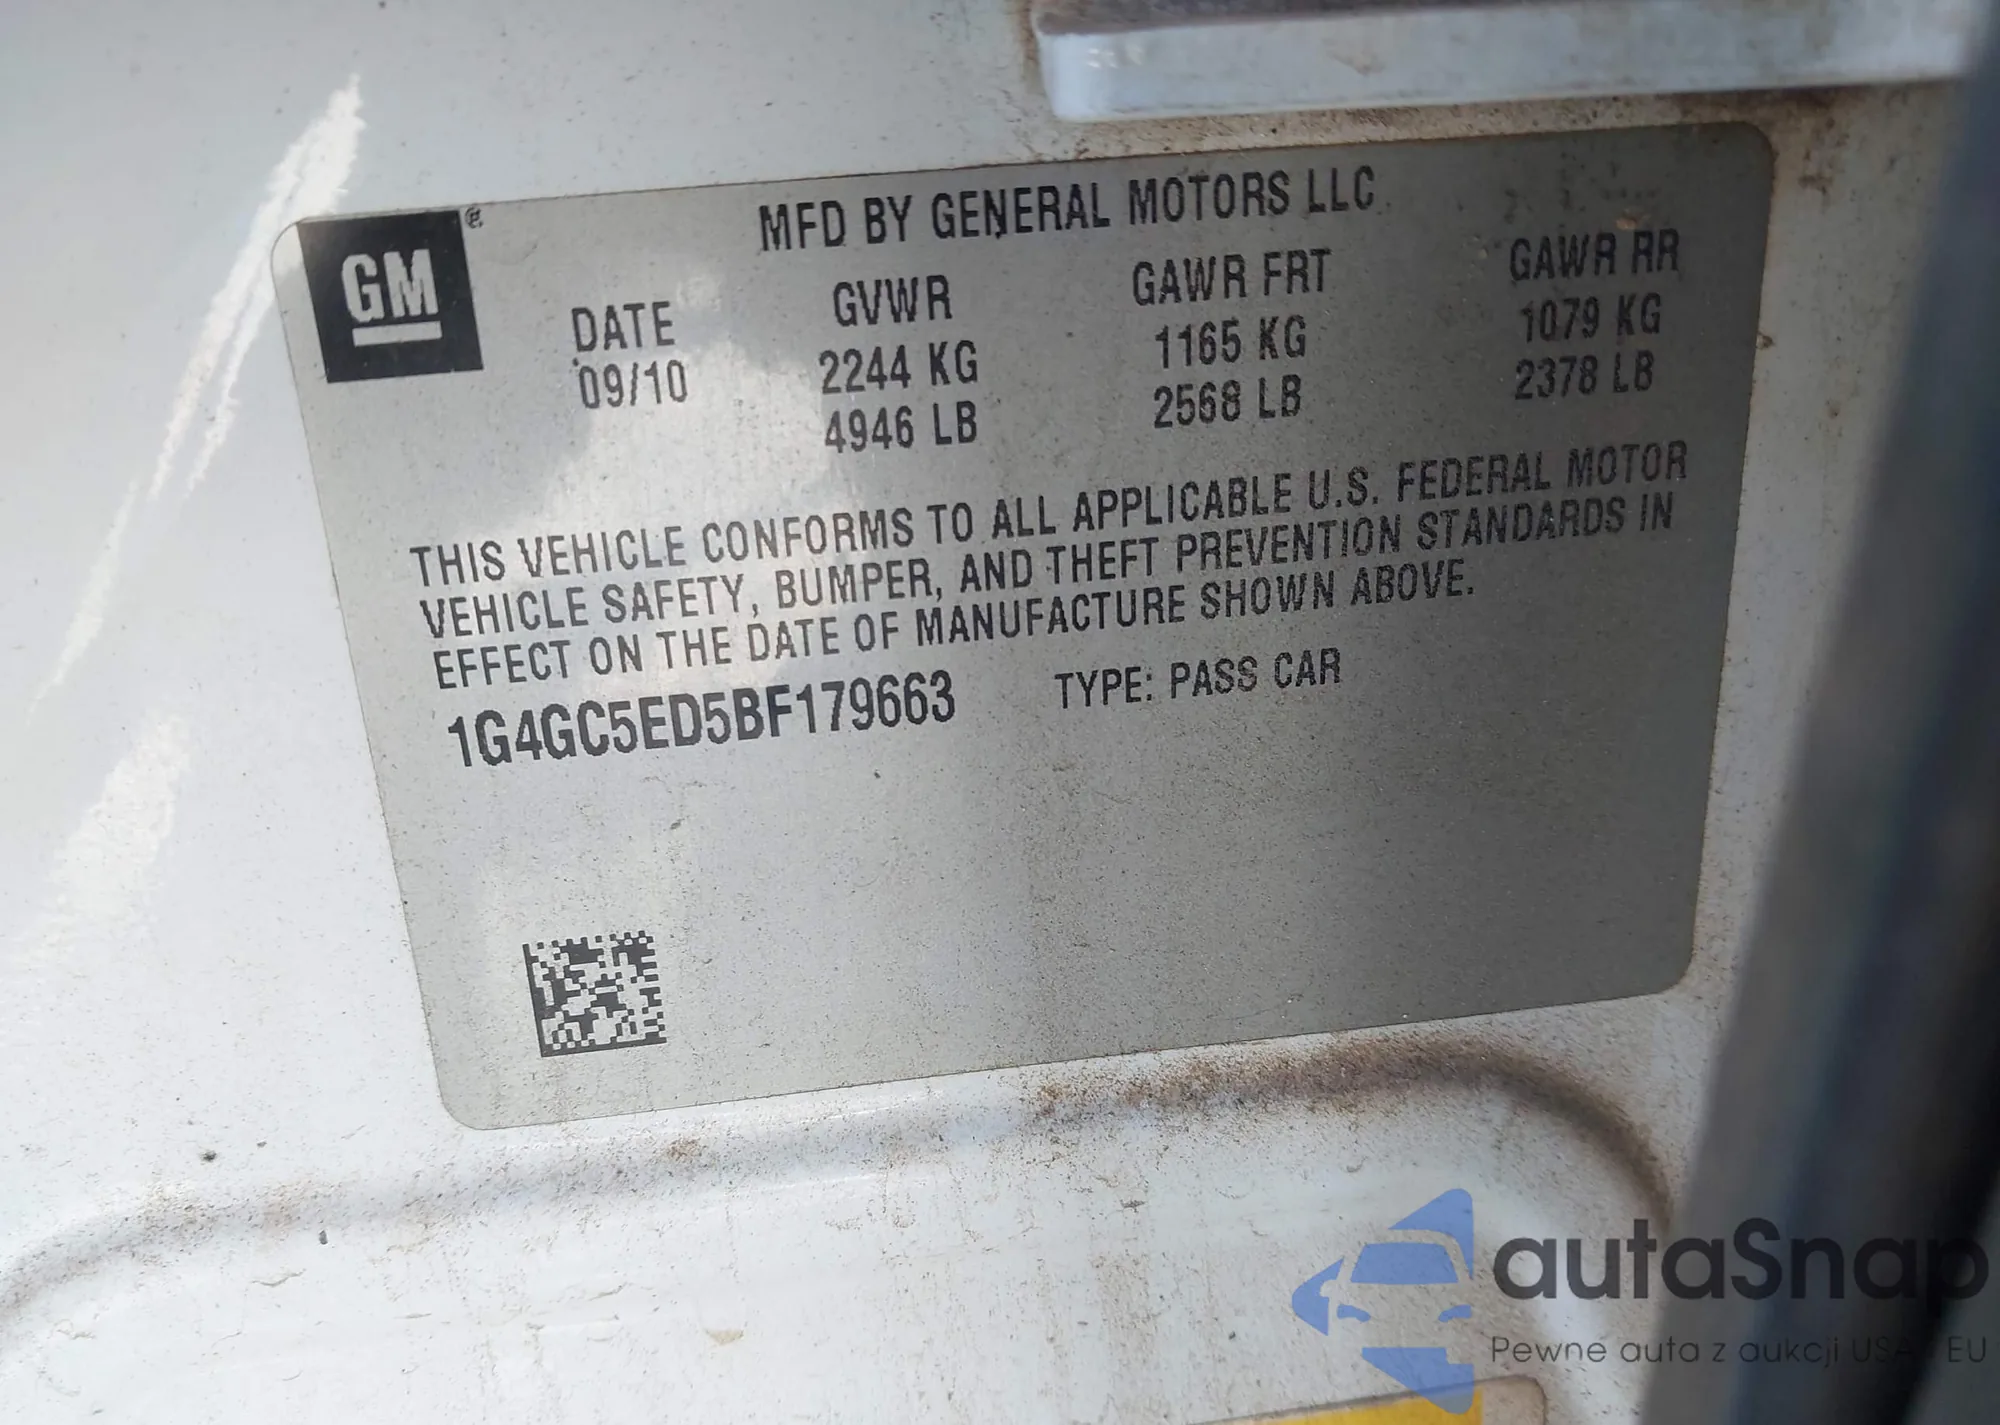 GM
MFD BY GENERAL MOTORS LLC
DATE GVWR GAWR FRT GAWR RR
09/10 2244 KG 1165 KG 1079 KG
4946 LB 2568 LB 2378 LB
THIS VEHICLE CONFORMS TO ALL APPLICABLE U.S. FEDERAL MOTOR
VEHICLE SAFETY, BUMPER, AND THEFT PREVENTION STANDARDS IN
EFFECT ON THE DATE OF MANUFACTURE SHOWN ABOVE.
1G4GC5ED5BF179663 TYPE: PASS CAR
autaSnap
Pewne auta z aukcji USA EU